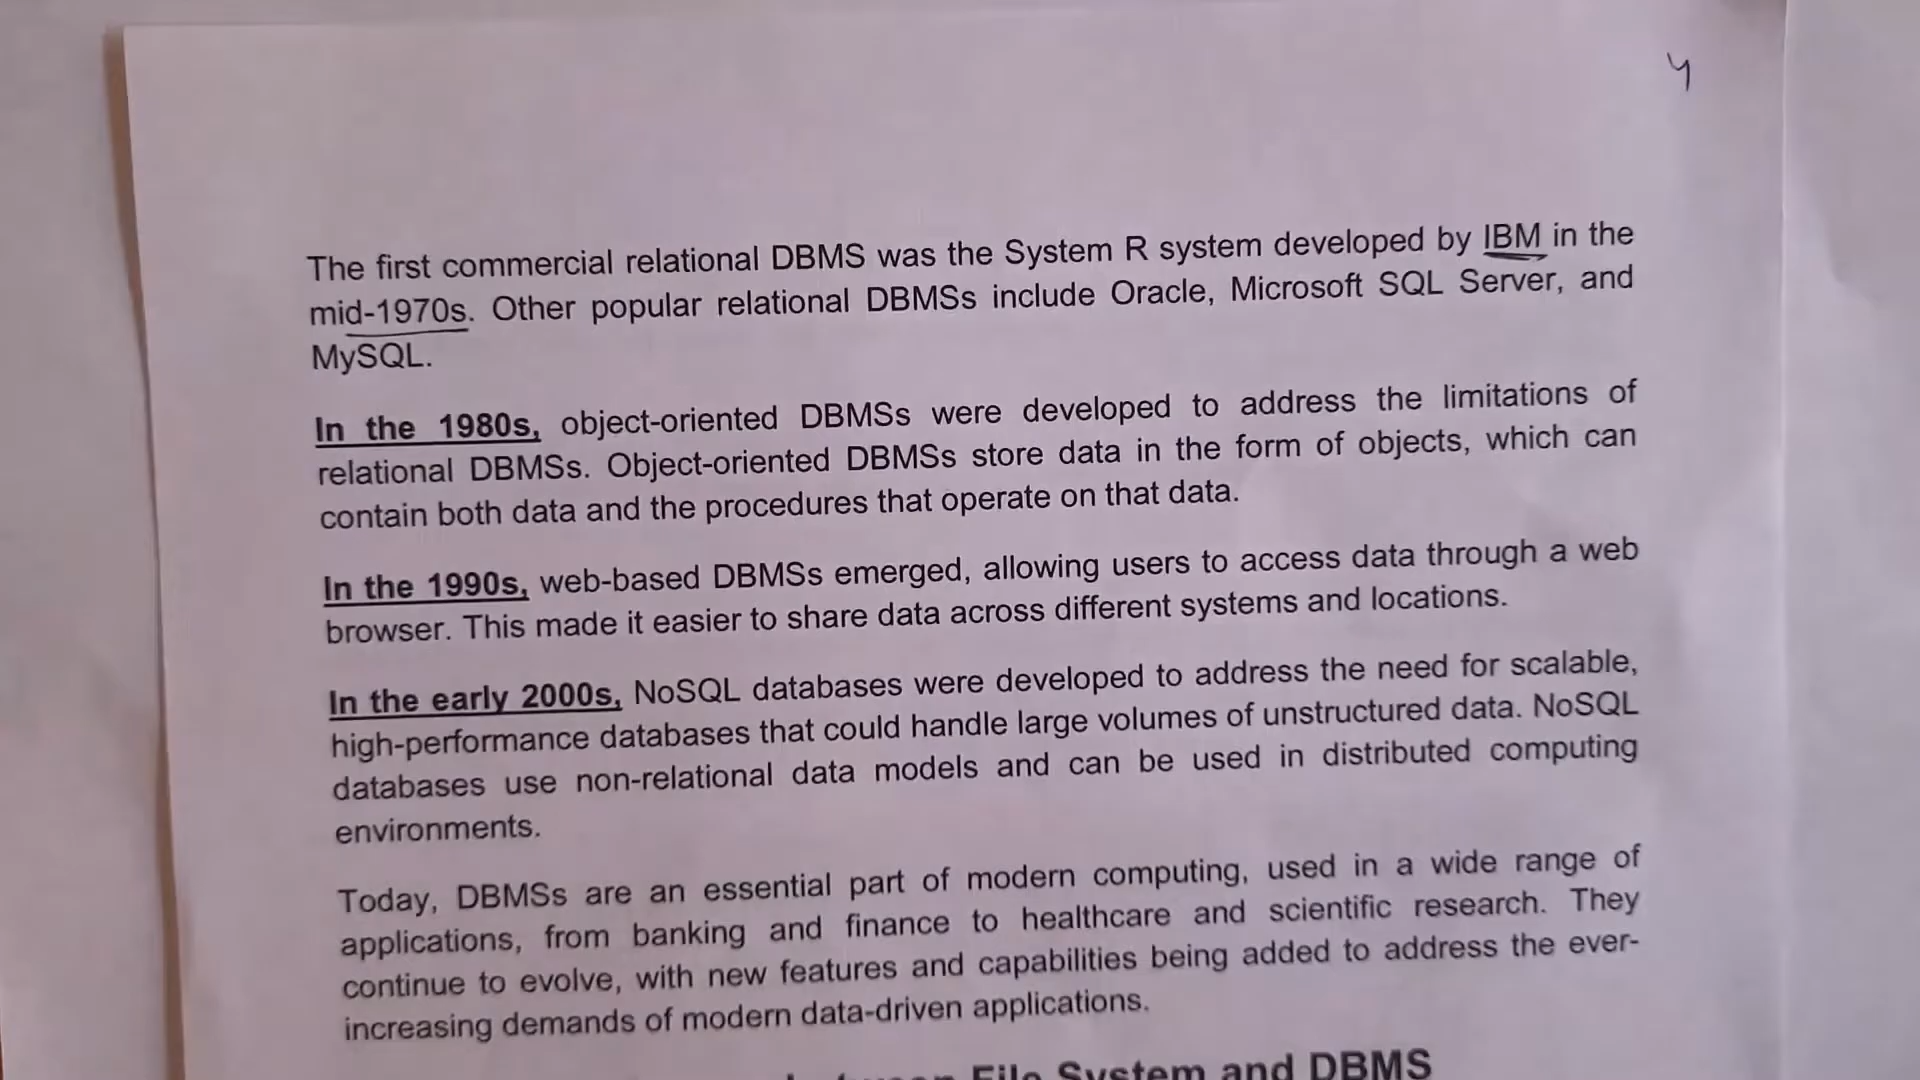 4
The first commercial relational DBMS was the System R system developed by IBM in the
mid-1970s. Other popular relational DBMSs include Oracle, Microsoft SQL Server, and
MySQL.
In the 1980s, object-oriented DBMSs were developed to address the limitations of
relational DBMSs. Object-oriented DBMSs store data in the form of objects, which can
contain both data and the procedures that operate on that data.
In the 1990s, web-based DBMSs emerged, allowing users to access data through a web
browser. This made it easier to share data across different systems and locations.
In the early 2000s, NoSQL databases were developed to address the need for scalable,
high-performance databases that could handle large volumes of unstructured data. NoSQL
databases use non-relational data models and can be used in distributed computing
environments.
Today, DBMSs are an essential part of modern computing, used in a wide range of
applications, from banking and finance to healthcare and scientific research. They
continue to evolve, with new features and capabilities being added to address the ever-
increasing demands of modern data-driven applications.
between File System and DBMS